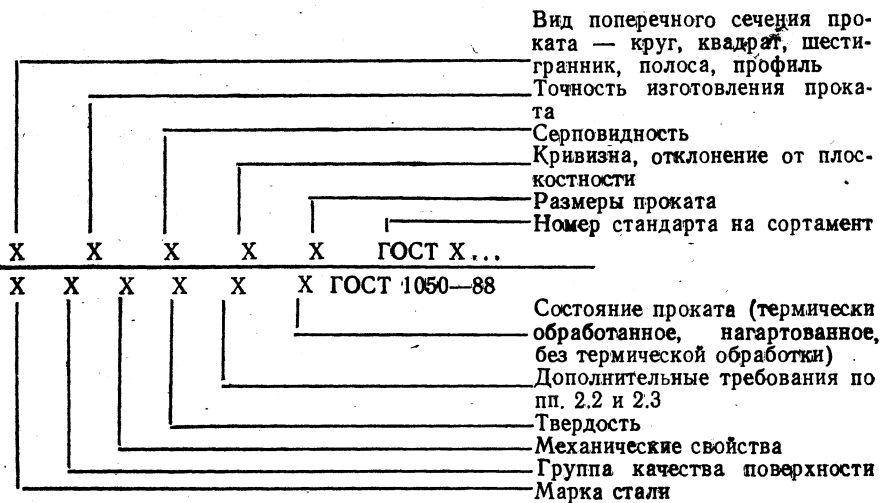 Вид поперечного сечения про-
ката — круг, квадрат, шести-
гранник, полоса, профиль
Точность изготовления прока-
та
Серповидность
Кривизна, отклонение от плос-
костности
Размеры проката
Номер стандарта на сортамент
X X X X X ГОСТ X...
X X X X X X ГОСТ 1050—88
Состояние проката (термически
обработанное, нагартованное,
без термической обработки)
Дополнительные требования по
пп. 2.2 и 2.3
Твердость
Механические свойства
Группа качества поверхности
Марка стали